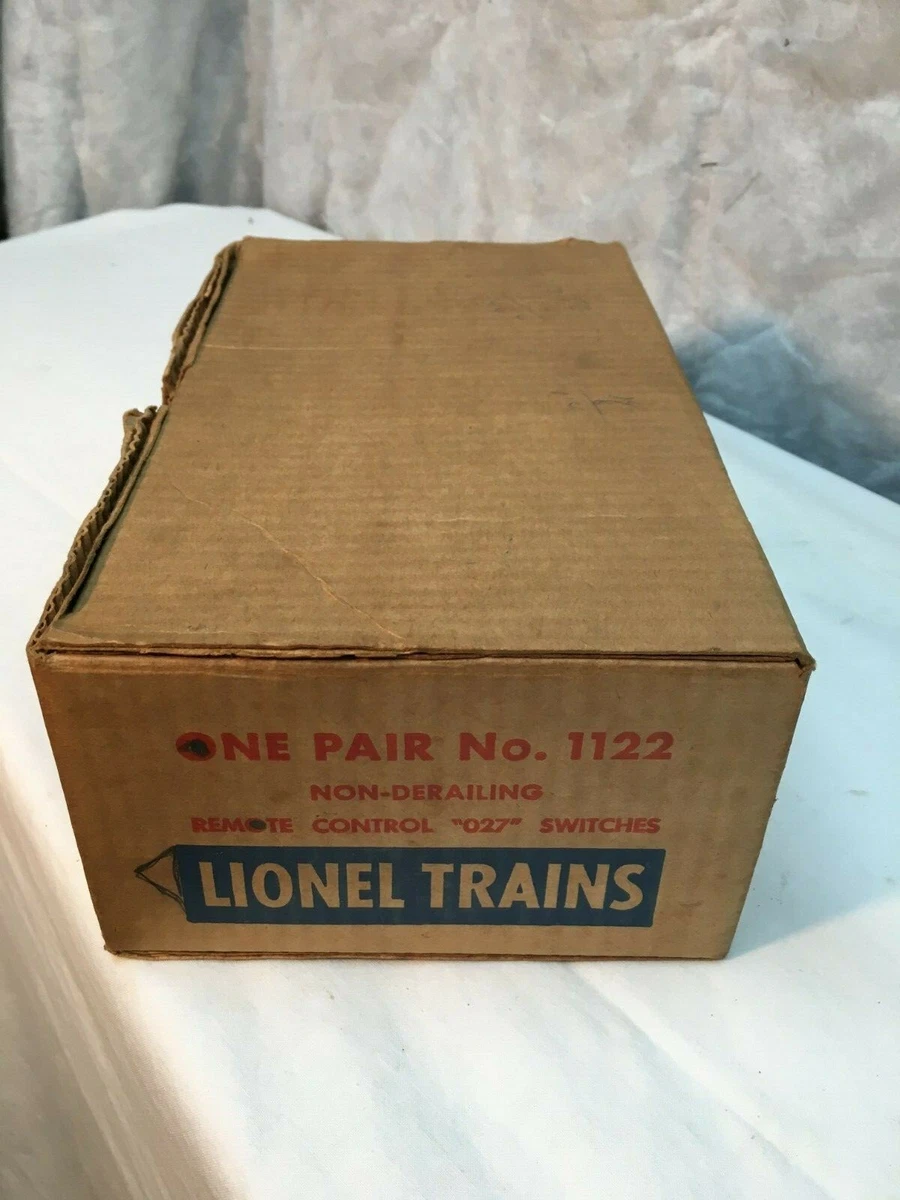 ONE PAIR No. 1122
NON-DERAILING
REMOTE CONTROL "027" SWITCHES
LIONEL TRAINS